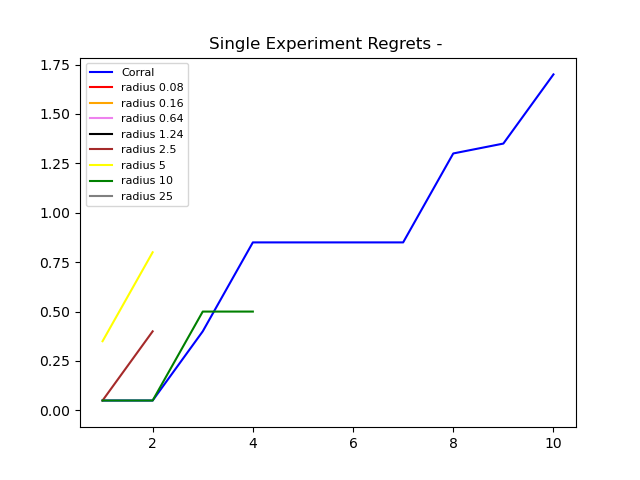 Single Experiment Regrets -
1.75
1.50
1.25
1.00
0.75
0.50
0.25
0.00
Corral
radius 0.08
radius 0.16
radius 0.64
radius 1.24
radius 2.5
radius 5
radius 10
radius 25
2 4 6 8 10